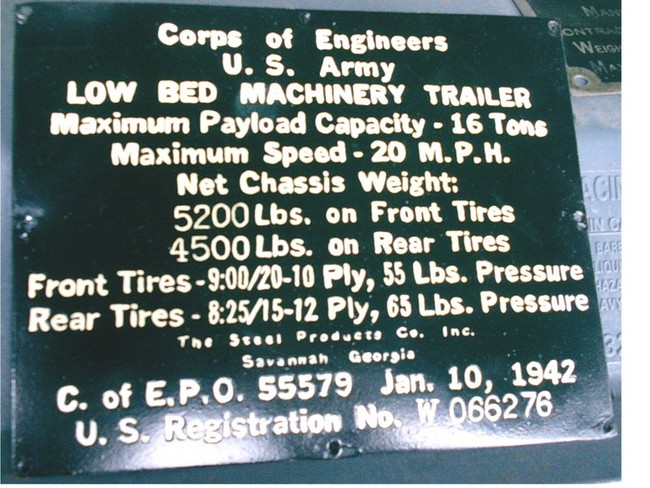 Corps of Engineers
U. S. Army
LOW BED MACHINERY TRAILER
Maximum Payload Capacity - 16 Tons
Maximum Speed - 20 M.P.H.
Net Chassis Weight:
5200 Lbs. on Front Tires
4500 Lbs. on Rear Tires
Front Tires - 9:00/20-10 Ply, 55 Lbs. Pressure
Rear Tires - 8:25/15-12 Ply, 65 Lbs. Pressure
The Steel Products Co. Inc.
Savannah Georgia
C. of E.P.O. 55579 Jan. 10, 1942
U. S. Registration No. W 066276